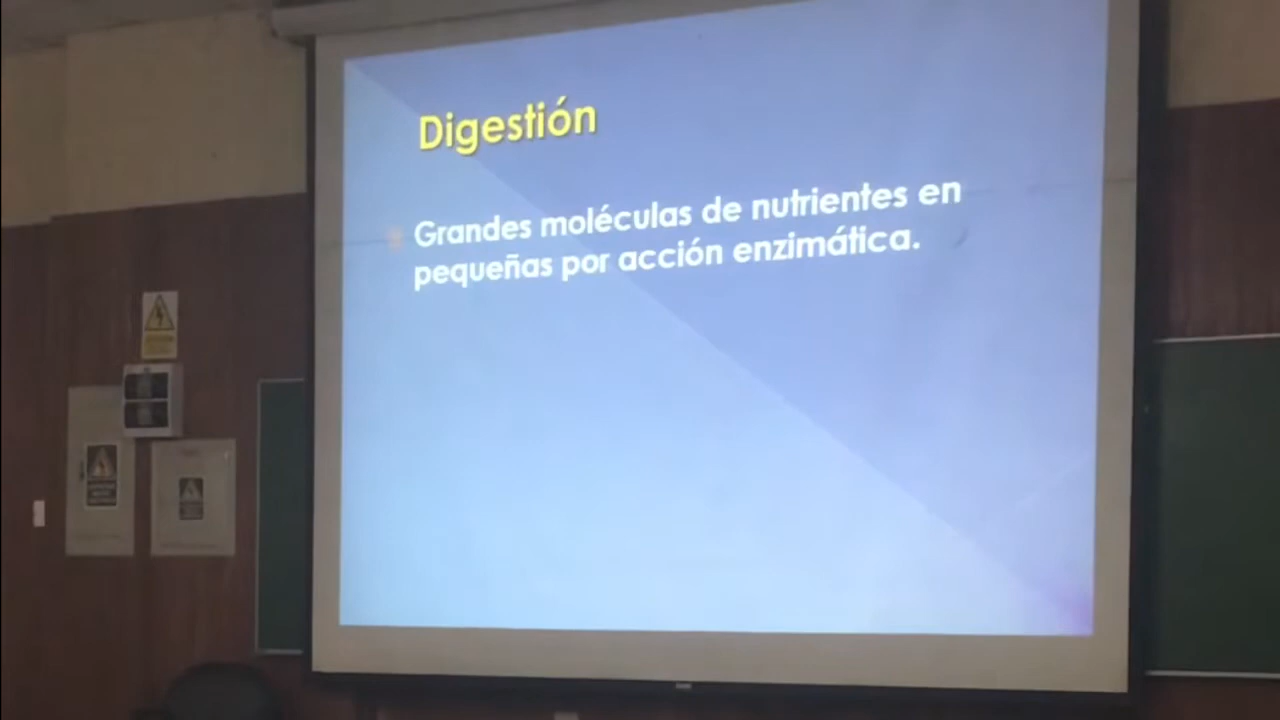 Digestión
Grandes moléculas de nutrientes en
pequeñas por acción enzimática.